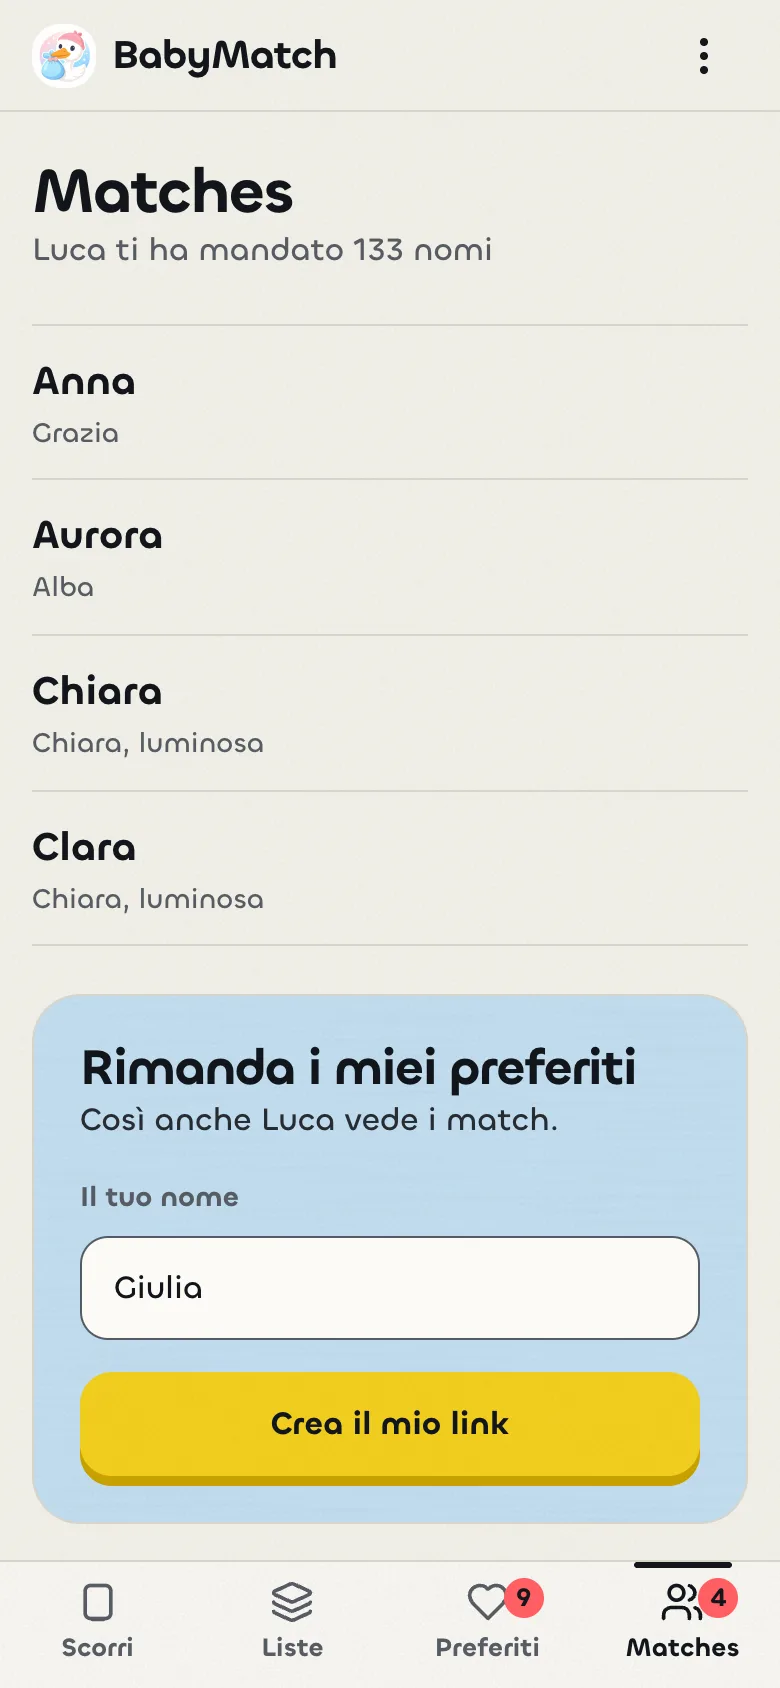 BabyMatch
Matches
Luca ti ha mandato 133 nomi
Anna
Grazia
Aurora
Alba
Chiara
Chiara, luminosa
Clara
Chiara, luminosa
Rimanda i miei preferiti
Così anche Luca vede i match.
Il tuo nome
Giulia
Crea il mio link
9
4
Scorri
Liste
Preferiti
Matches